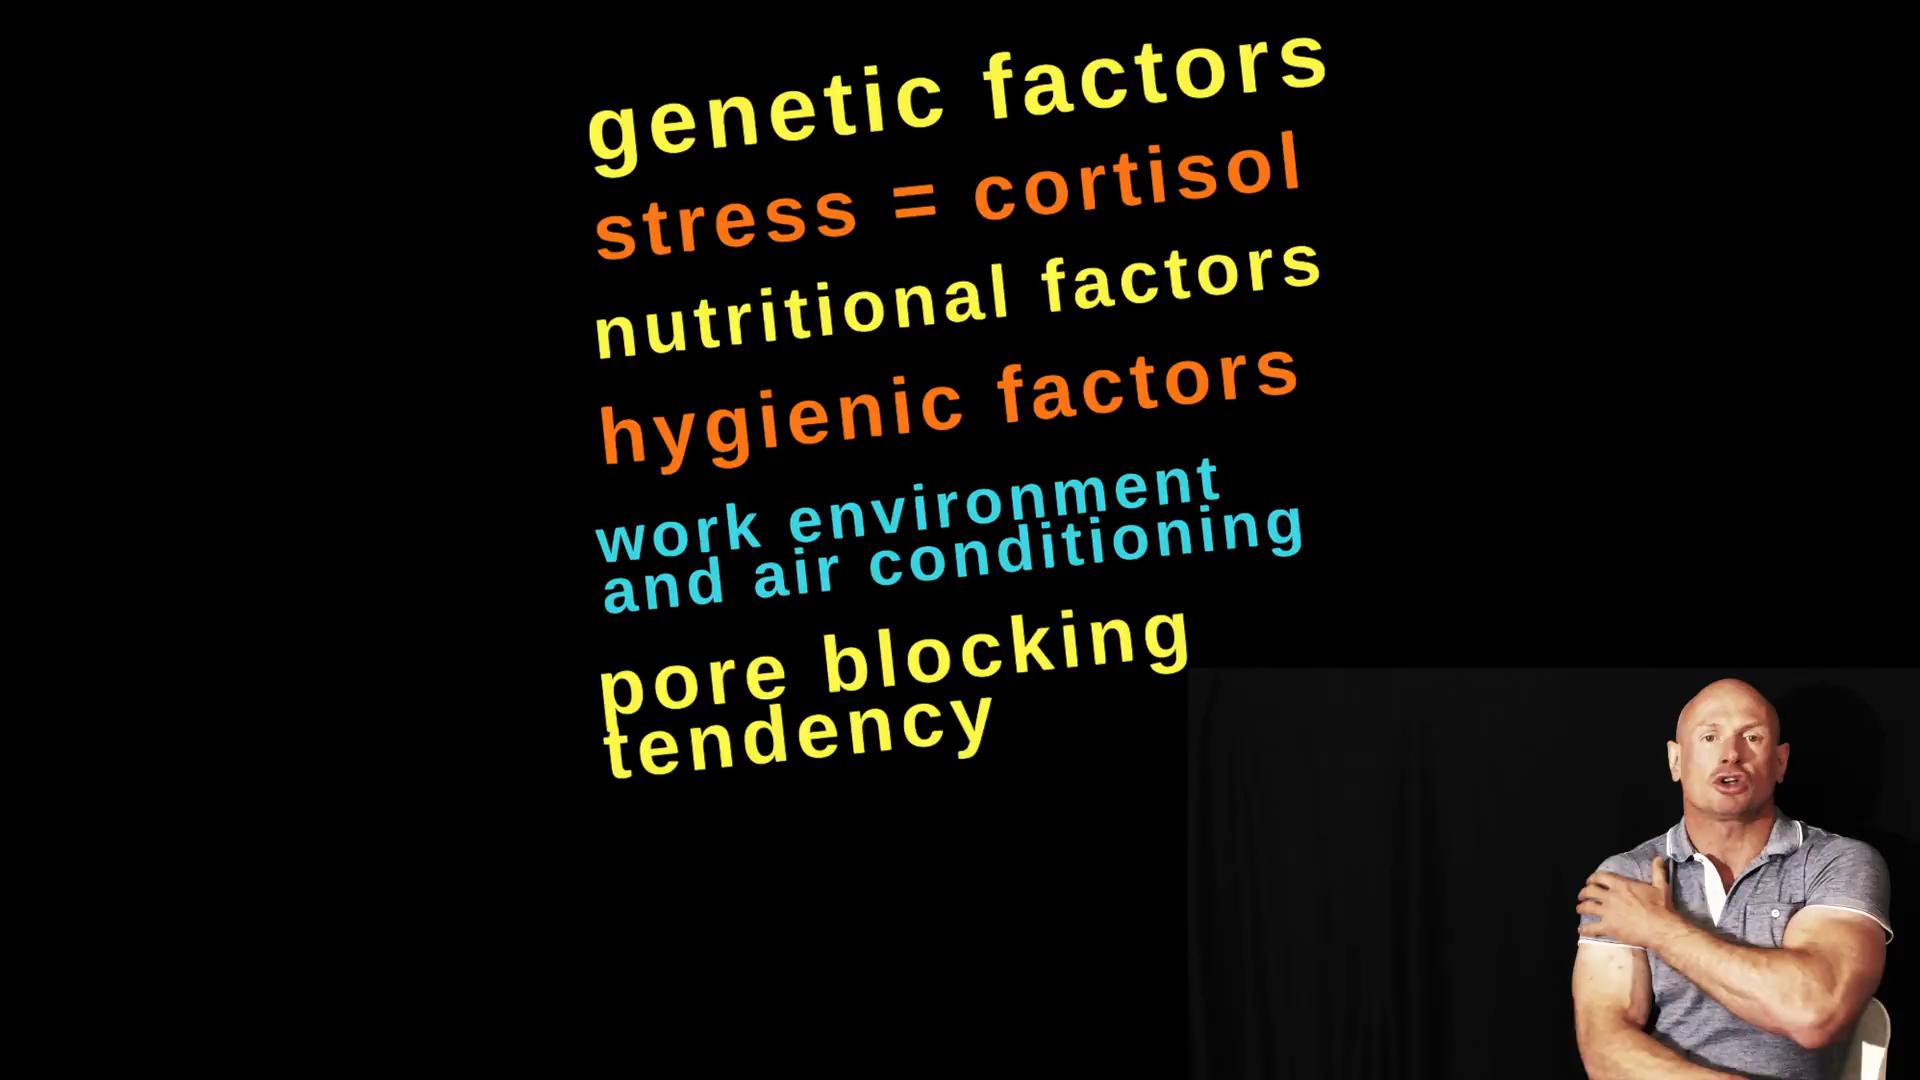 genetic factors
stress = cortisol
nutritional factors
hygienic factors
work environment
and air conditioning
pore blocking
tendency